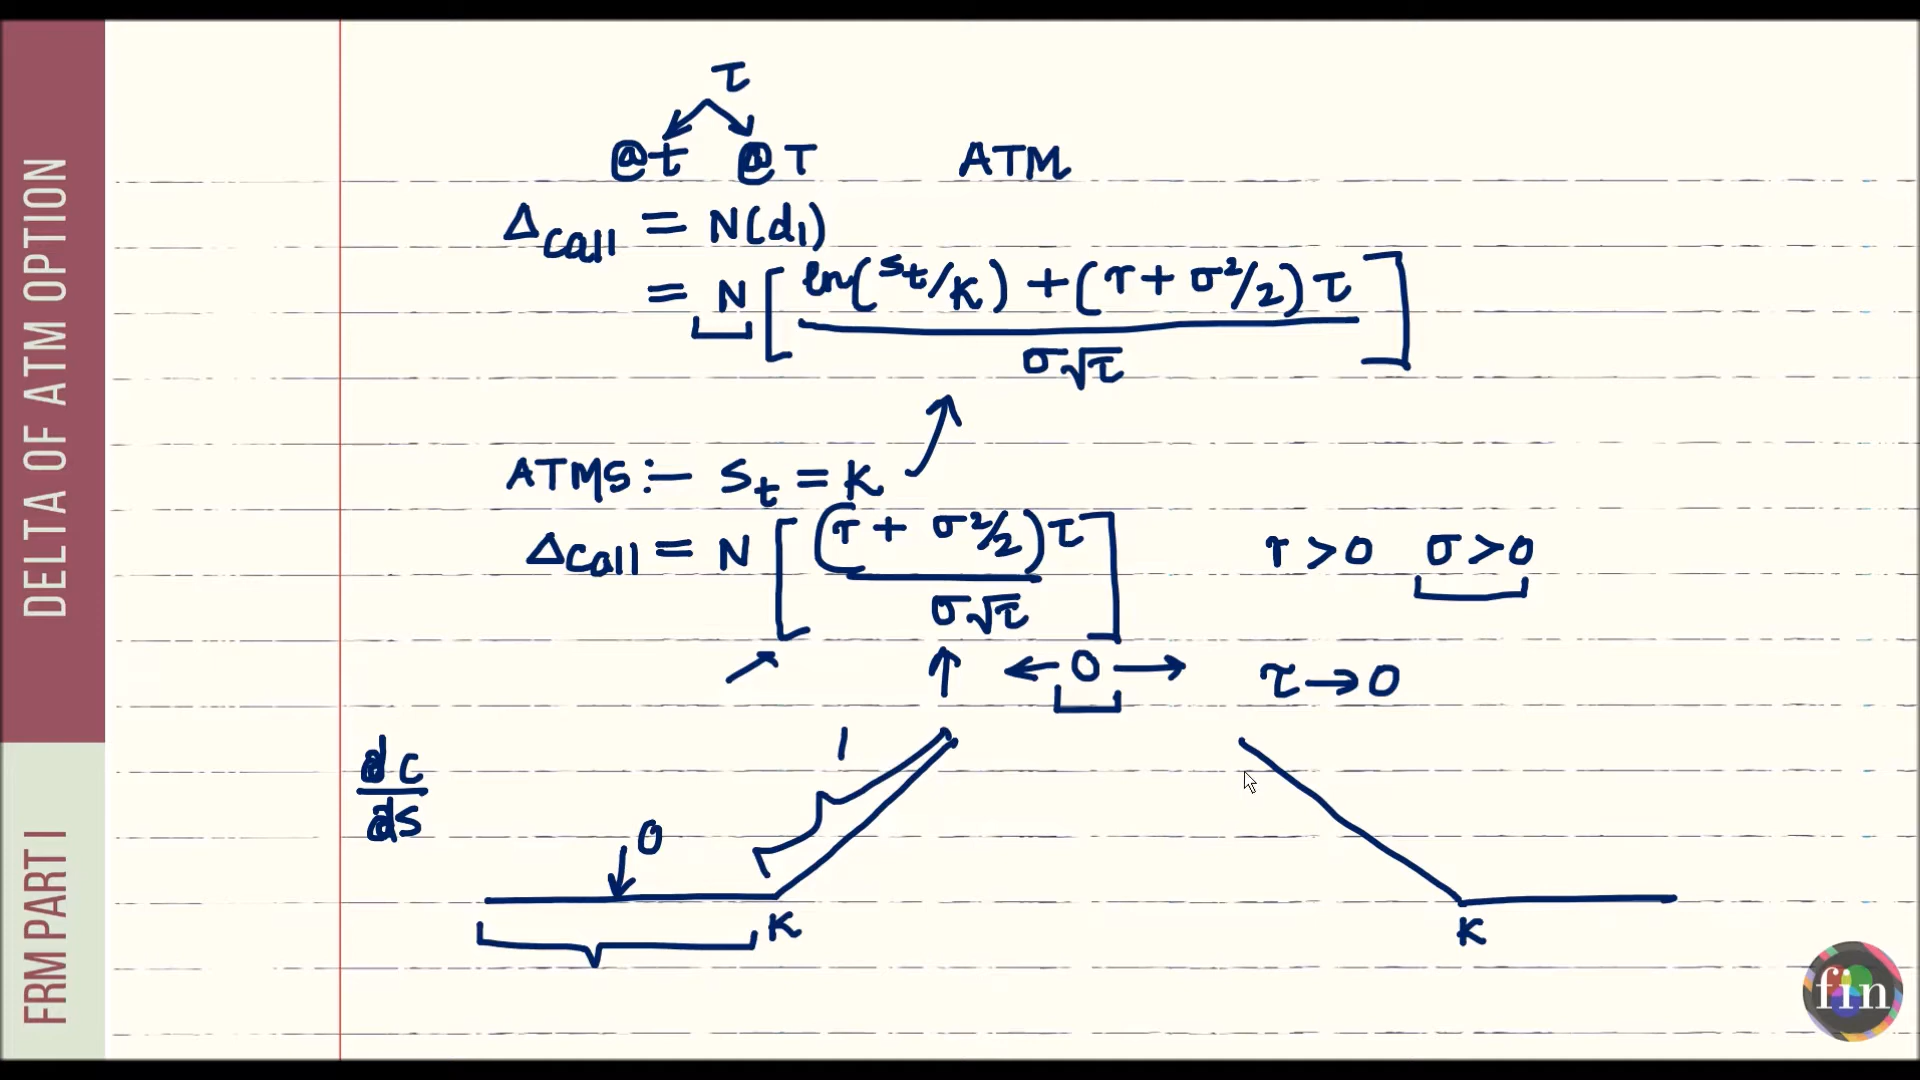 DELTA OF ATM OPTION
FRM PART I
τ
@t @T ATM
Δcall = N(d1)
= N [ ln(St/K) + (r + σ²/2) τ / σ√τ ]
ATMS :- St = K
Δcall = N [ (r + σ²/2) τ / σ√τ ] r > 0 σ > 0
← 0 → τ → 0
dc/ds
1
0
K
K
fin